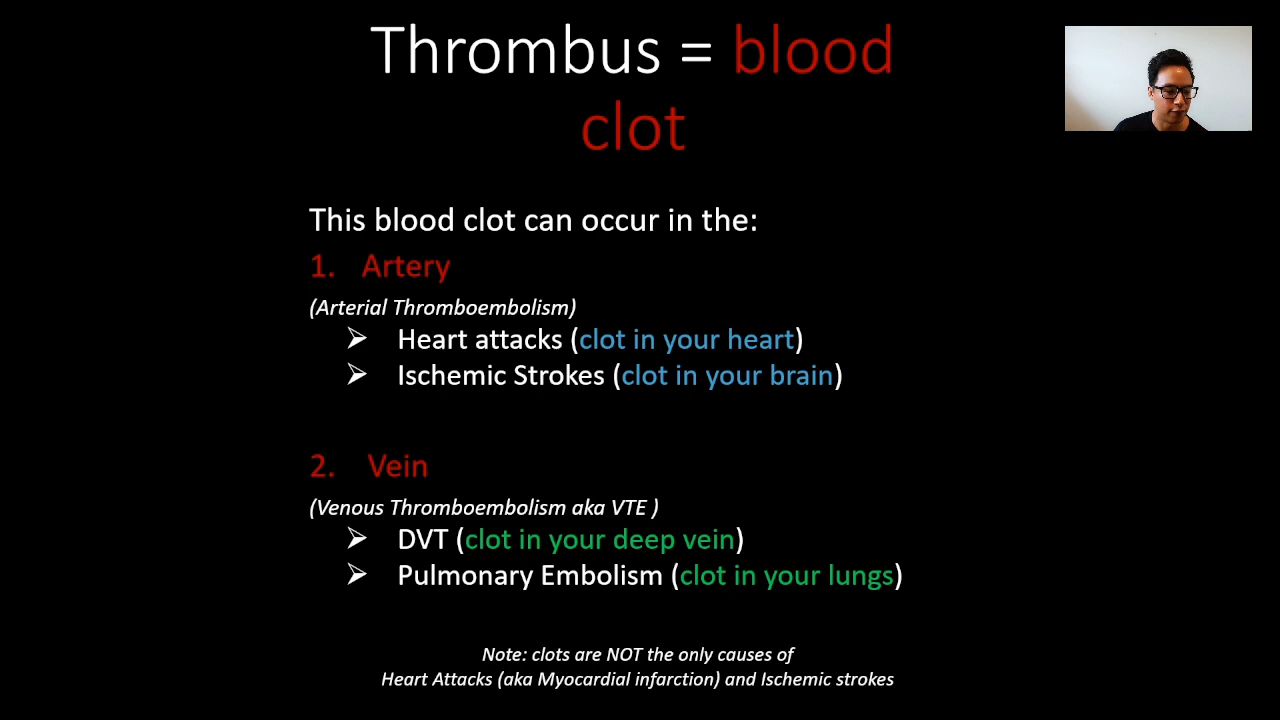 Thrombus = blood
clot
This blood clot can occur in the:
1. Artery
(Arterial Thromboembolism)
➢ Heart attacks (clot in your heart)
➢ Ischemic Strokes (clot in your brain)
2. Vein
(Venous Thromboembolism aka VTE )
➢ DVT (clot in your deep vein)
➢ Pulmonary Embolism (clot in your lungs)
Note: clots are NOT the only causes of
Heart Attacks (aka Myocardial infarction) and Ischemic strokes